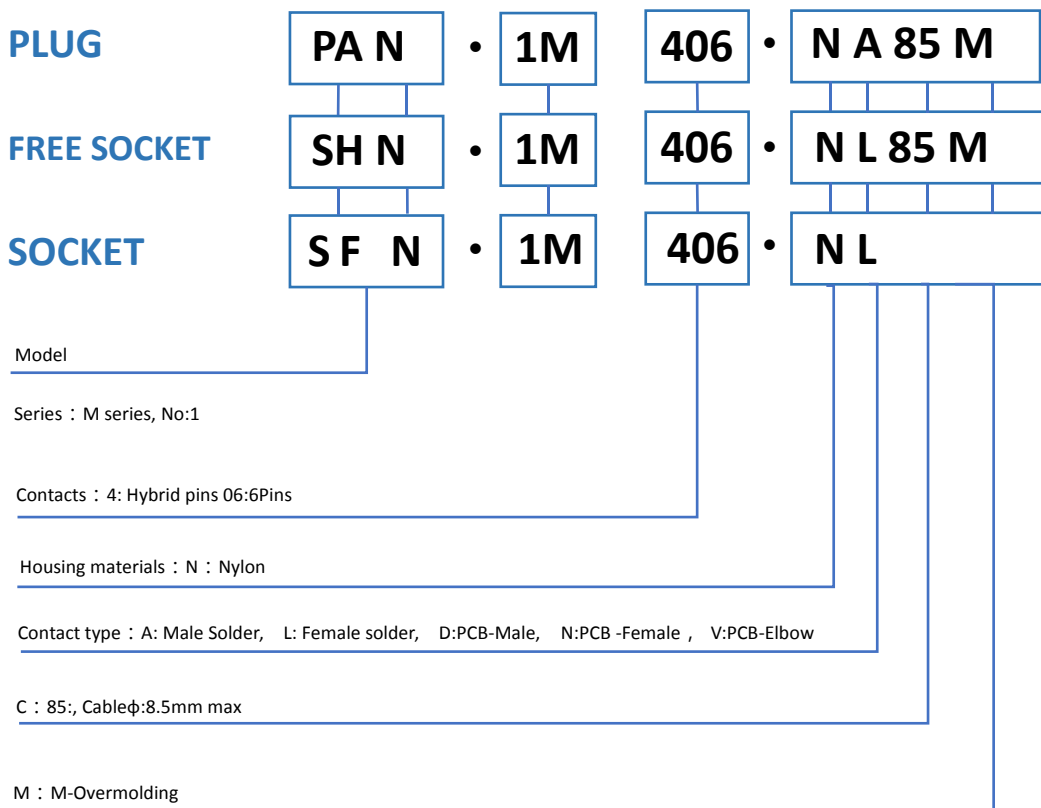 PLUG PA N • 1M 406 • N A 85 M
FREE SOCKET SH N • 1M 406 • N L 85 M
SOCKET S F N • 1M 406 • N L
Model
Series：M series, No:1
Contacts：4: Hybrid pins 06:6Pins
Housing materials：N：Nylon
Contact type：A: Male Solder, L: Female solder, D:PCB-Male, N:PCB -Female , V:PCB-Elbow
C：85:, Cableφ:8.5mm max
M：M-Overmolding